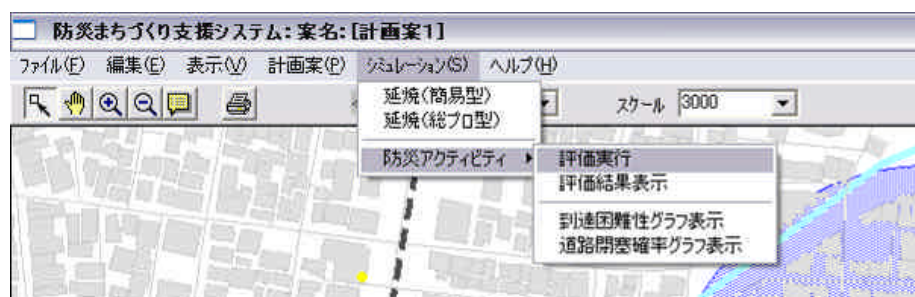 防災まちづくり支援システム：案名：[計画案1]
ファイル(F) 編集(E) 表示(V) 計画案(P) シミュレーション(S) ヘルプ(H)
延焼(簡易型)
スケール 3000
延焼(総プロ型)
防災アクティビティ 評価実行
評価結果表示
到達困難性グラフ表示
道路閉塞確率グラフ表示